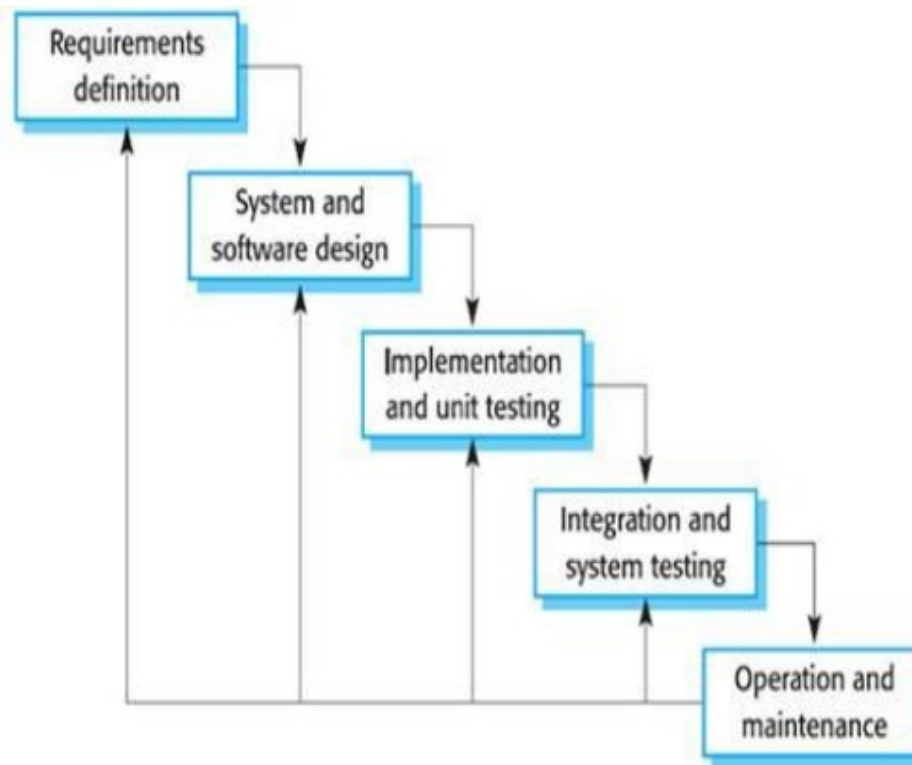 Requirements
definition
System and
software design
Implementation
and unit testing
Integration and
system testing
Operation and
maintenance